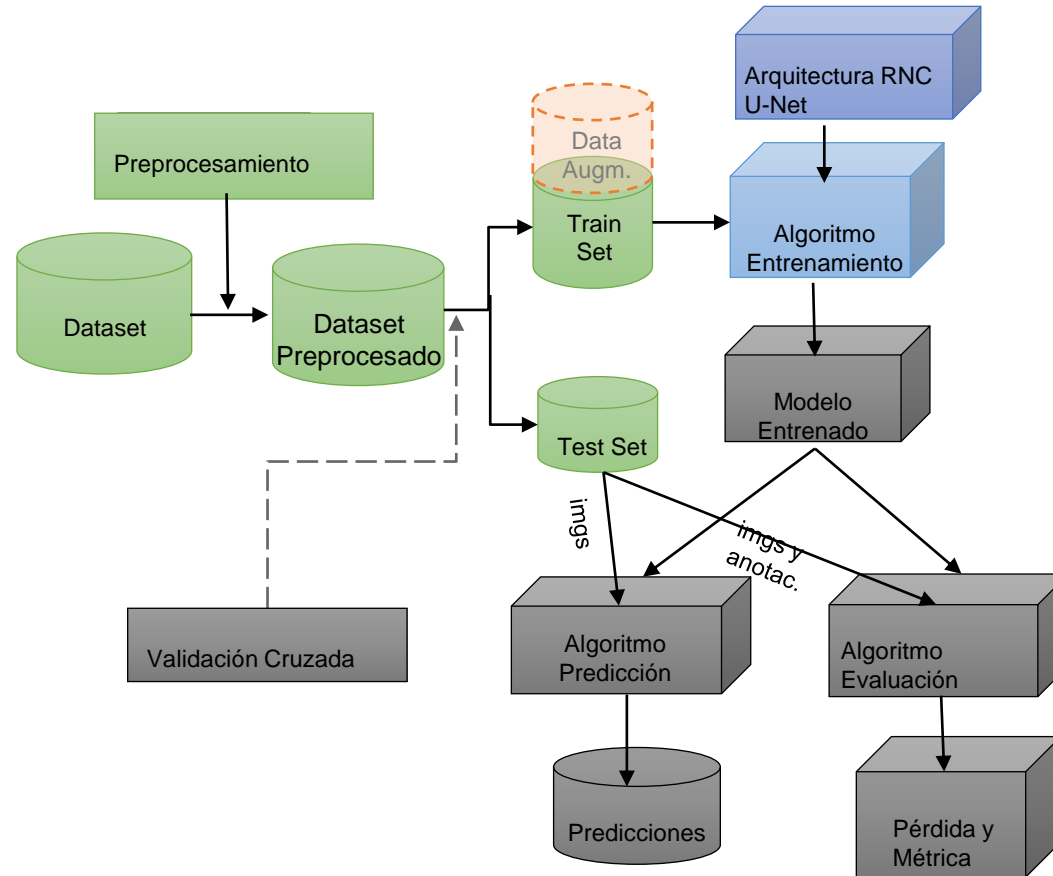 Arquitectura RNC
U-Net
Data
Augm.
Preprocesamiento
Train
Set
Algoritmo
Entrenamiento
Dataset
Dataset
Preprocesado
Modelo
Entrenado
Test Set
imgs
imgs y
anotac.
Validación Cruzada
Algoritmo
Predicción
Algoritmo
Evaluación
Predicciones
Pérdida y
Métrica